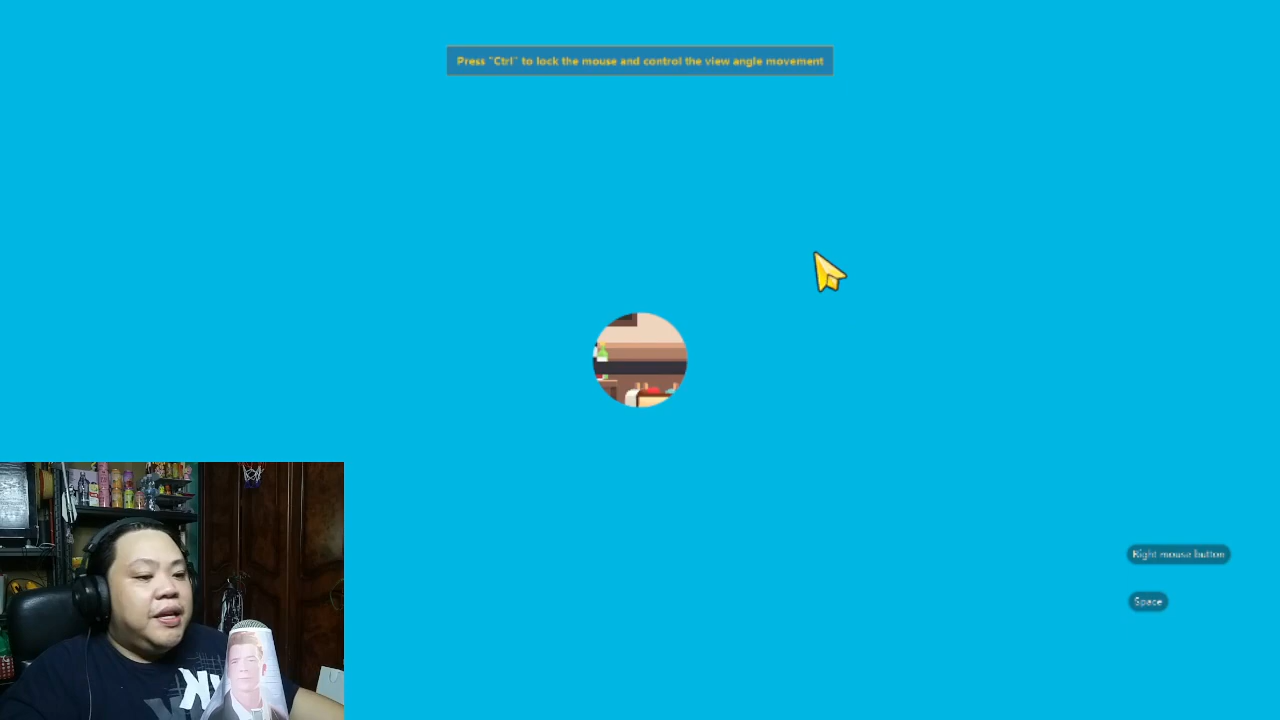 Press "Ctrl" to lock the mouse and control the view angle movement
Right mouse button
Space